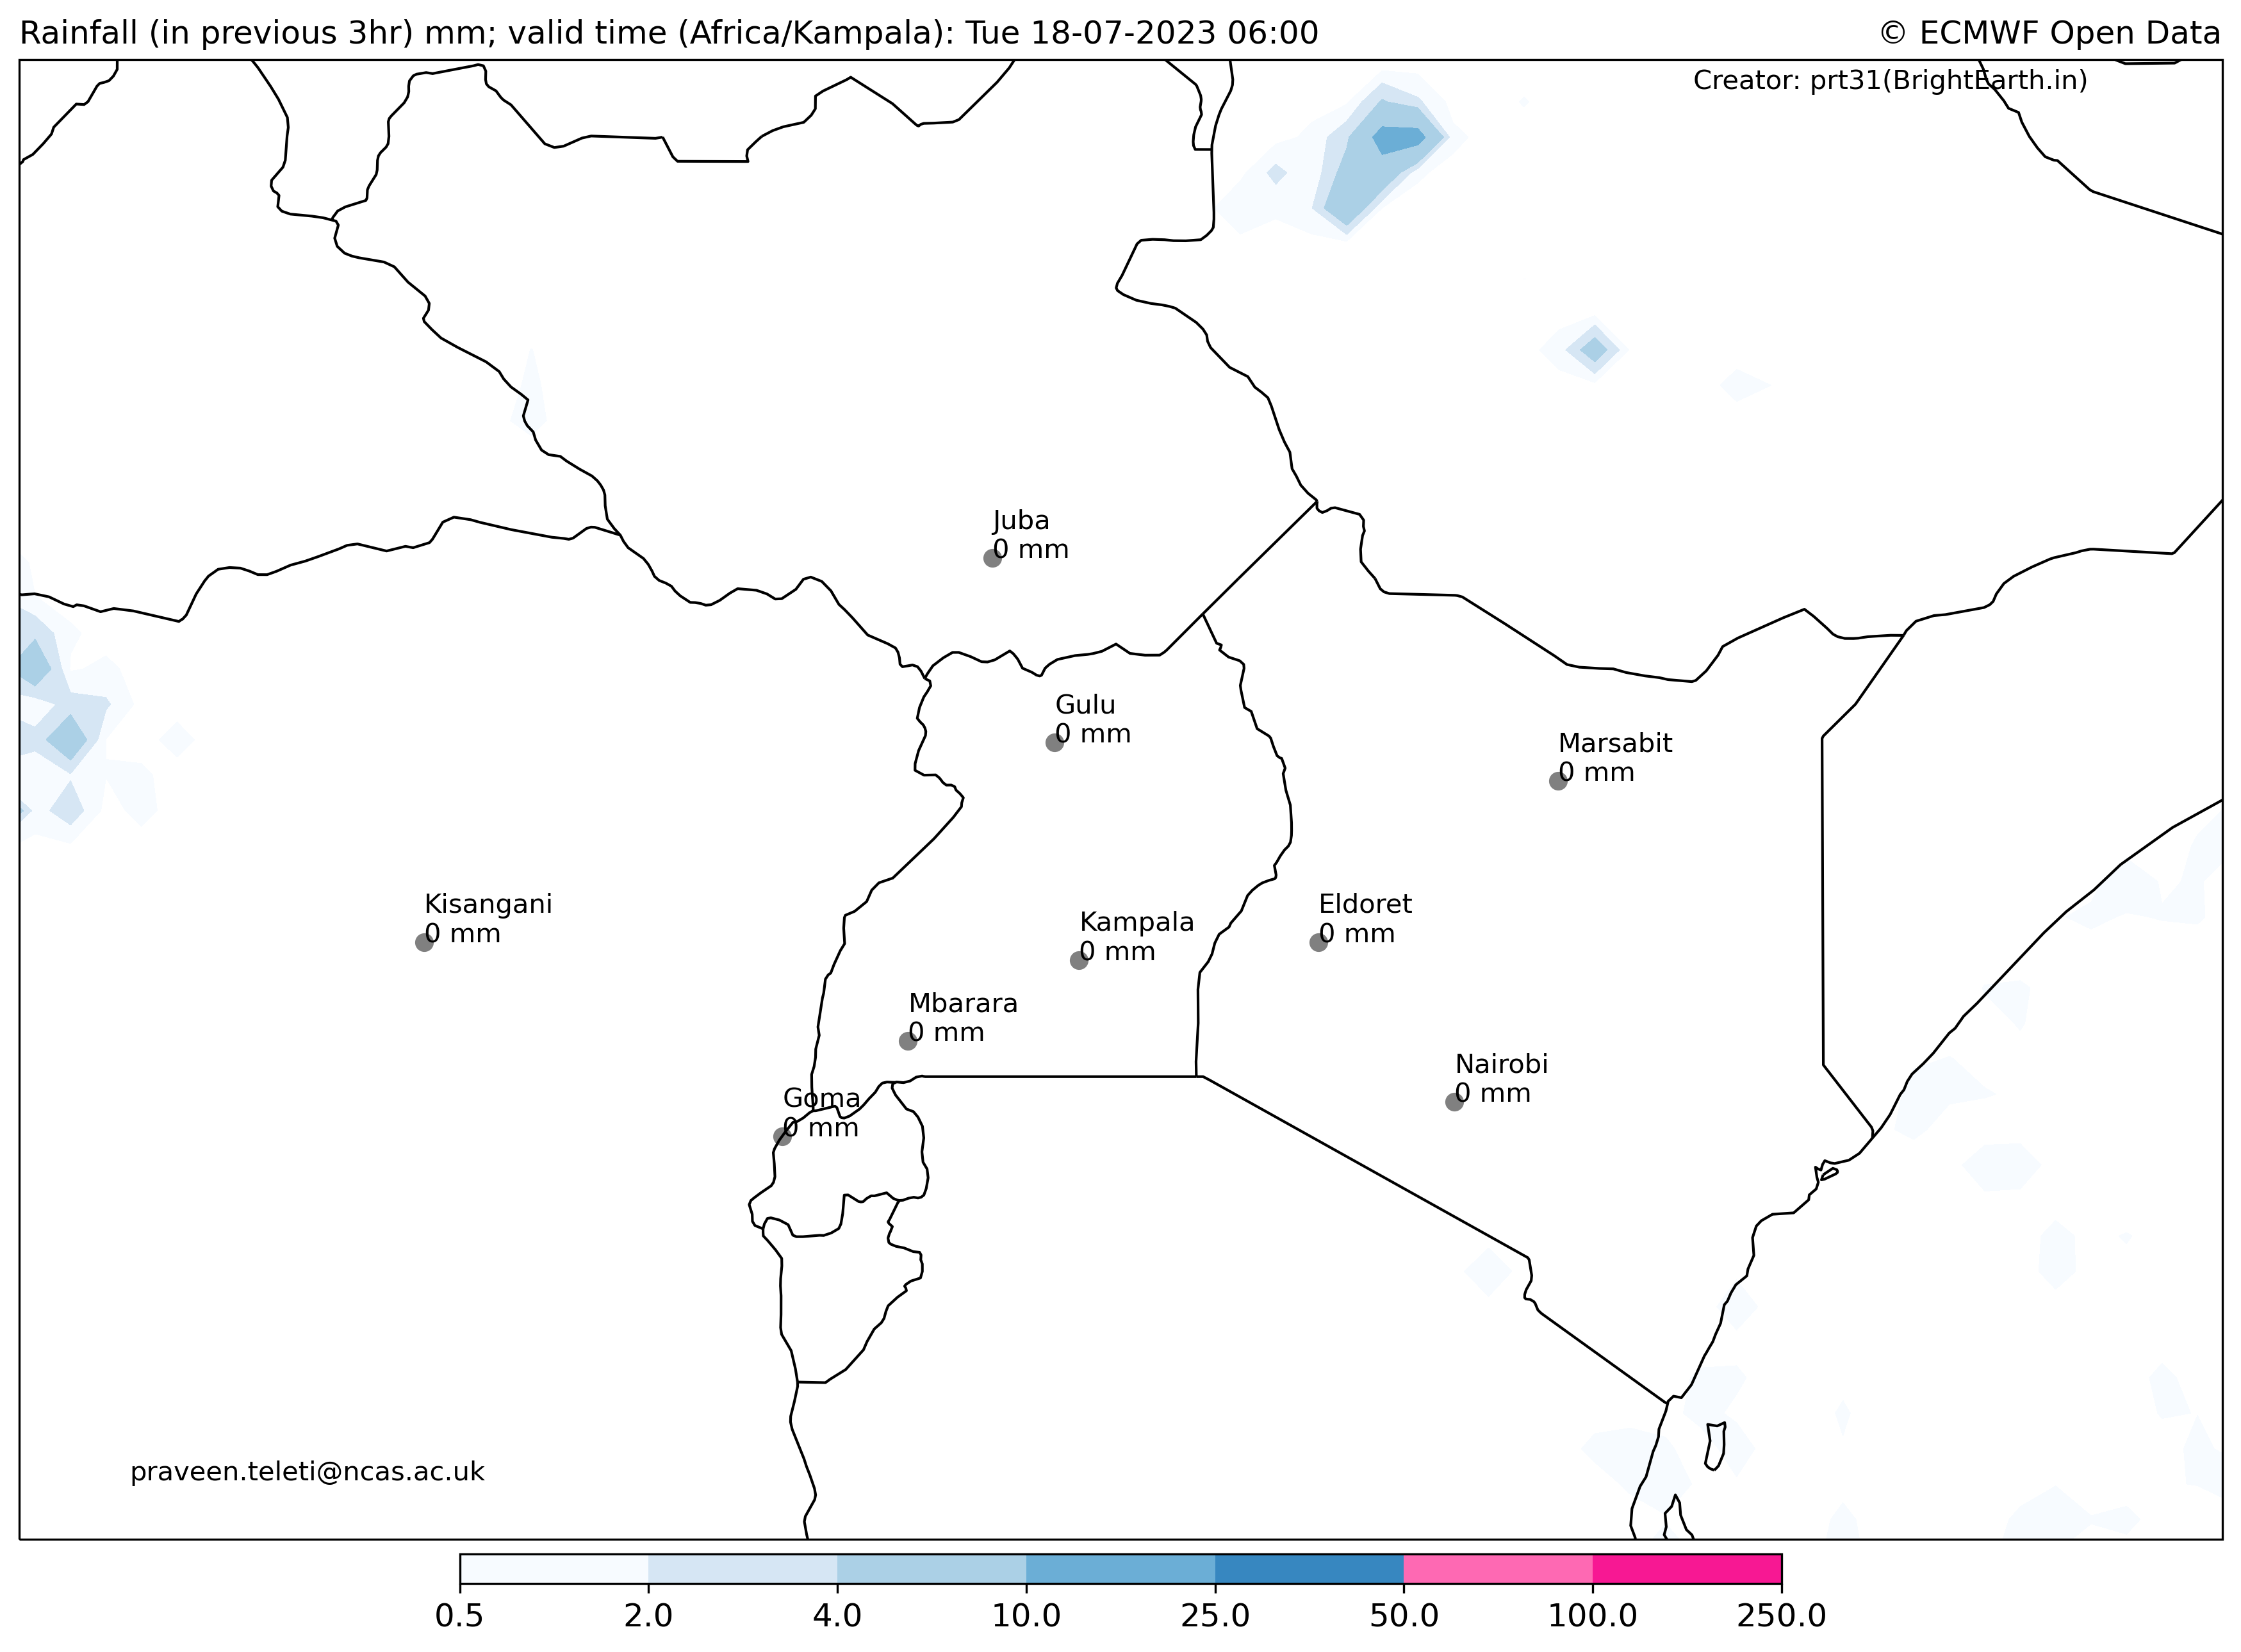 Rainfall (in previous 3hr) mm; valid time (Africa/Kampala): Tue 18-07-2023 06:00
© ECMWF Open Data
Creator: prt31(BrightEarth.in)
Juba
0 mm
Gulu
0 mm
Marsabit
0 mm
Kisangani
0 mm
Kampala
0 mm
Eldoret
0 mm
Mbarara
0 mm
Nairobi
0 mm
Goma
0 mm
praveen.teleti@ncas.ac.uk
0.5 2.0 4.0 10.0 25.0 50.0 100.0 250.0